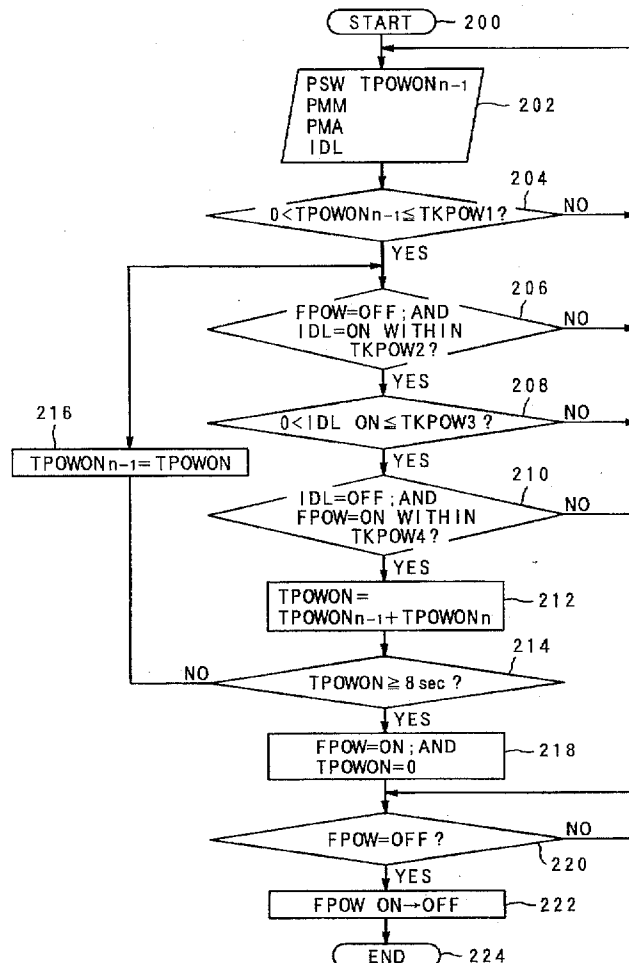 START
200
PSW TPOWONn-1
PMM
PMA
IDL
202
204
0<TPOWONn-1≦TKPOW1?
NO
YES
206
FPOW=OFF;AND
IDL=ON WITHIN
TKPOW2?
NO
YES
208
0<IDL ON≦TKPOW3?
NO
216
TPOWONn-1=TPOWON
YES
210
IDL=OFF;AND
FPOW=ON WITHIN
TKPOW4?
NO
YES
TPOWON=
TPOWONn-1+TPOWONn
212
214
NO
TPOWON≧8sec?
YES
FPOW=ON;AND
TPOWON=0
218
FPOW=OFF?
NO
220
YES
FPOW ON→OFF
222
END
224